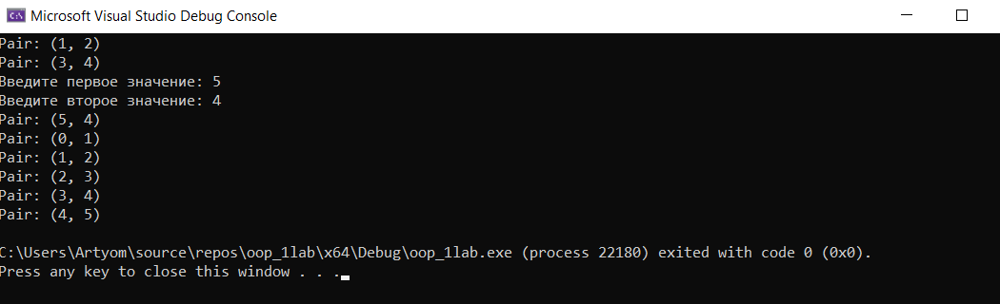 Microsoft Visual Studio Debug Console
Pair: (1, 2)
Pair: (3, 4)
Введите первое значение: 5
Введите второе значение: 4
Pair: (5, 4)
Pair: (0, 1)
Pair: (1, 2)
Pair: (2, 3)
Pair: (3, 4)
Pair: (4, 5)
C:\Users\Artyom\source\repos\oop_1lab\x64\Debug\oop_1lab.exe (process 22180) exited with code 0 (0x0).
Press any key to close this window . . .